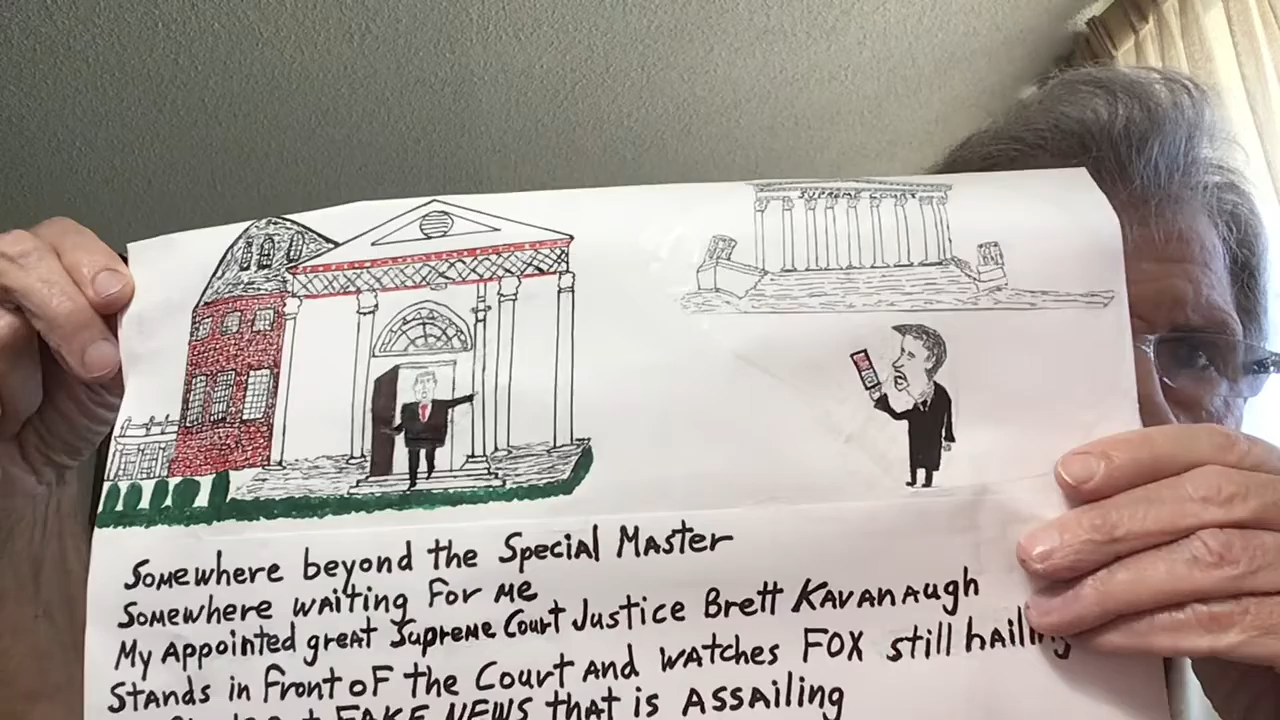 SUPREME COURT
Somewhere beyond the Special Master
Somewhere waiting For me
My Appointed great Supreme Court Justice Brett Kavanaugh
Stands in Front of the Court and watches FOX still hailing
FAKE NEWS that is Assailing